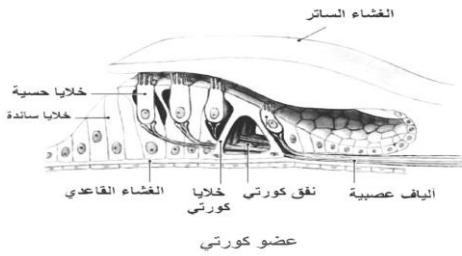 الغشاء الساتر
خلايا حسية
خلايا ساندة
الغشاء القاعدي
خلايا
كورتي
نفق كورتي
ألياف عصبية
عضو كورتي